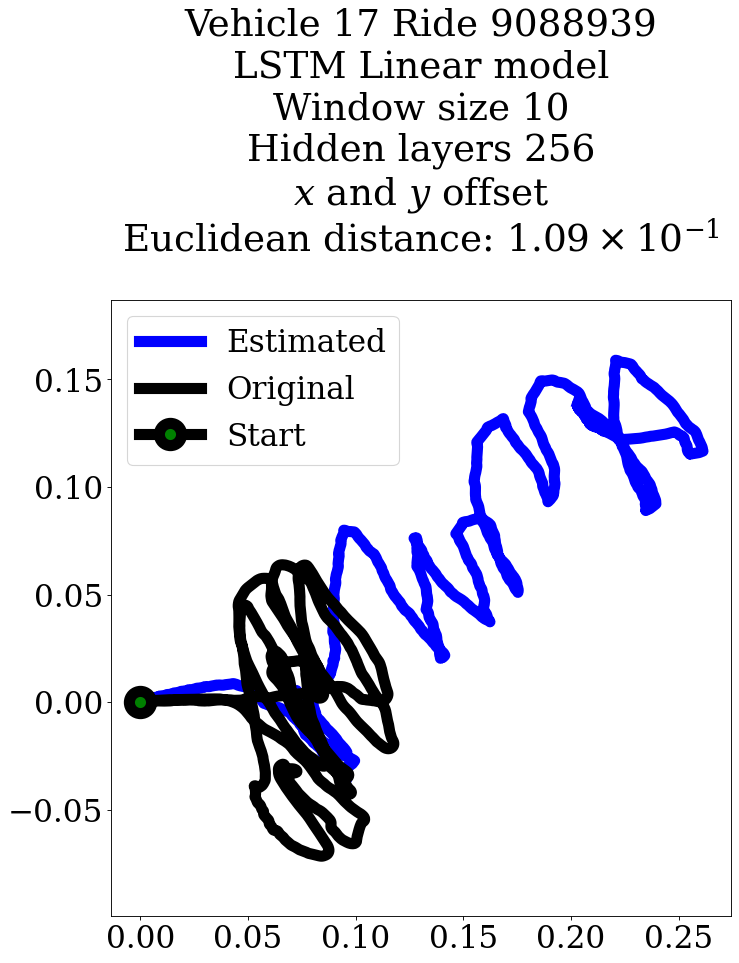 Vehicle 17 Ride 9088939
LSTM Linear model
Window size 10
Hidden layers 256
x and y offset
Euclidean distance: 1.09 × 10⁻¹
Estimated
Original
Start
0.15
0.10
0.05
0.00
−0.05
0.00 0.05 0.10 0.15 0.20 0.25